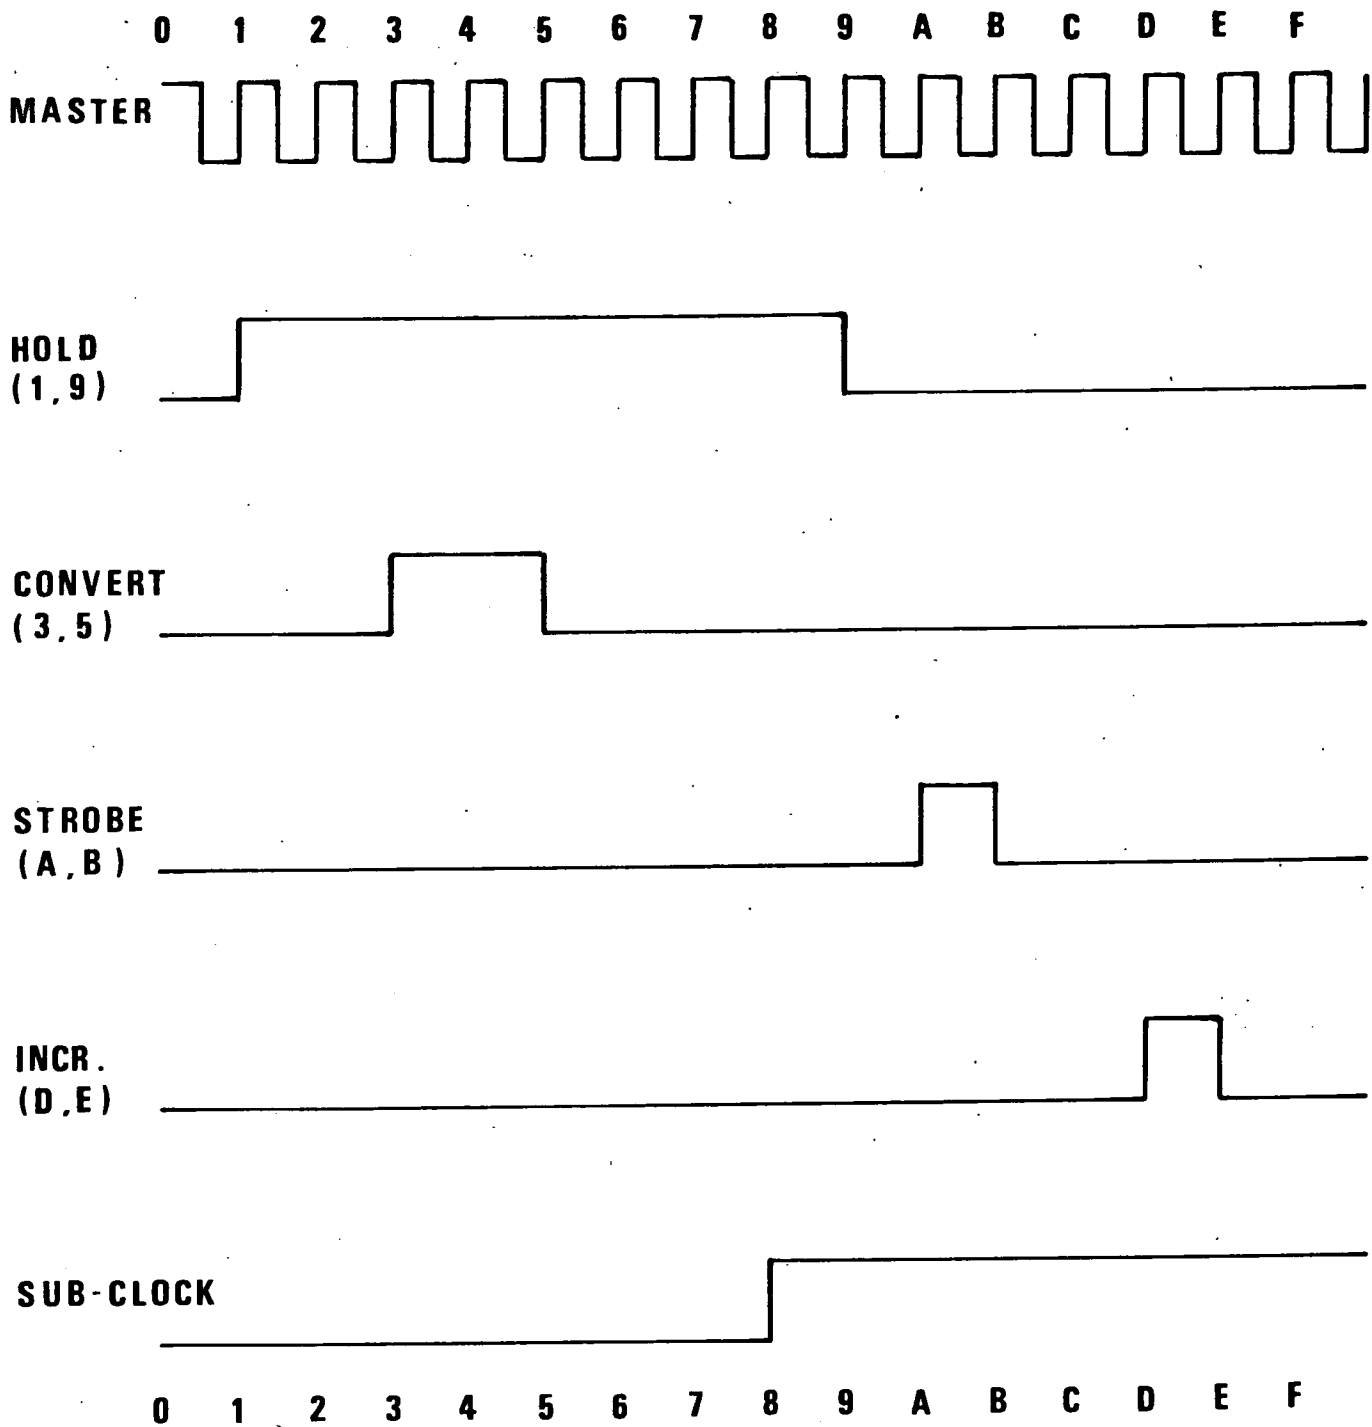 0 1 2 3 4 5 6 7 8 9 A B C D E F
MASTER
HOLD
(1,9)
CONVERT
(3,5)
STROBE
(A,B)
INCR.
(D,E)
SUB-CLOCK
0 1 2 3 4 5 6 7 8 9 A B C D E F